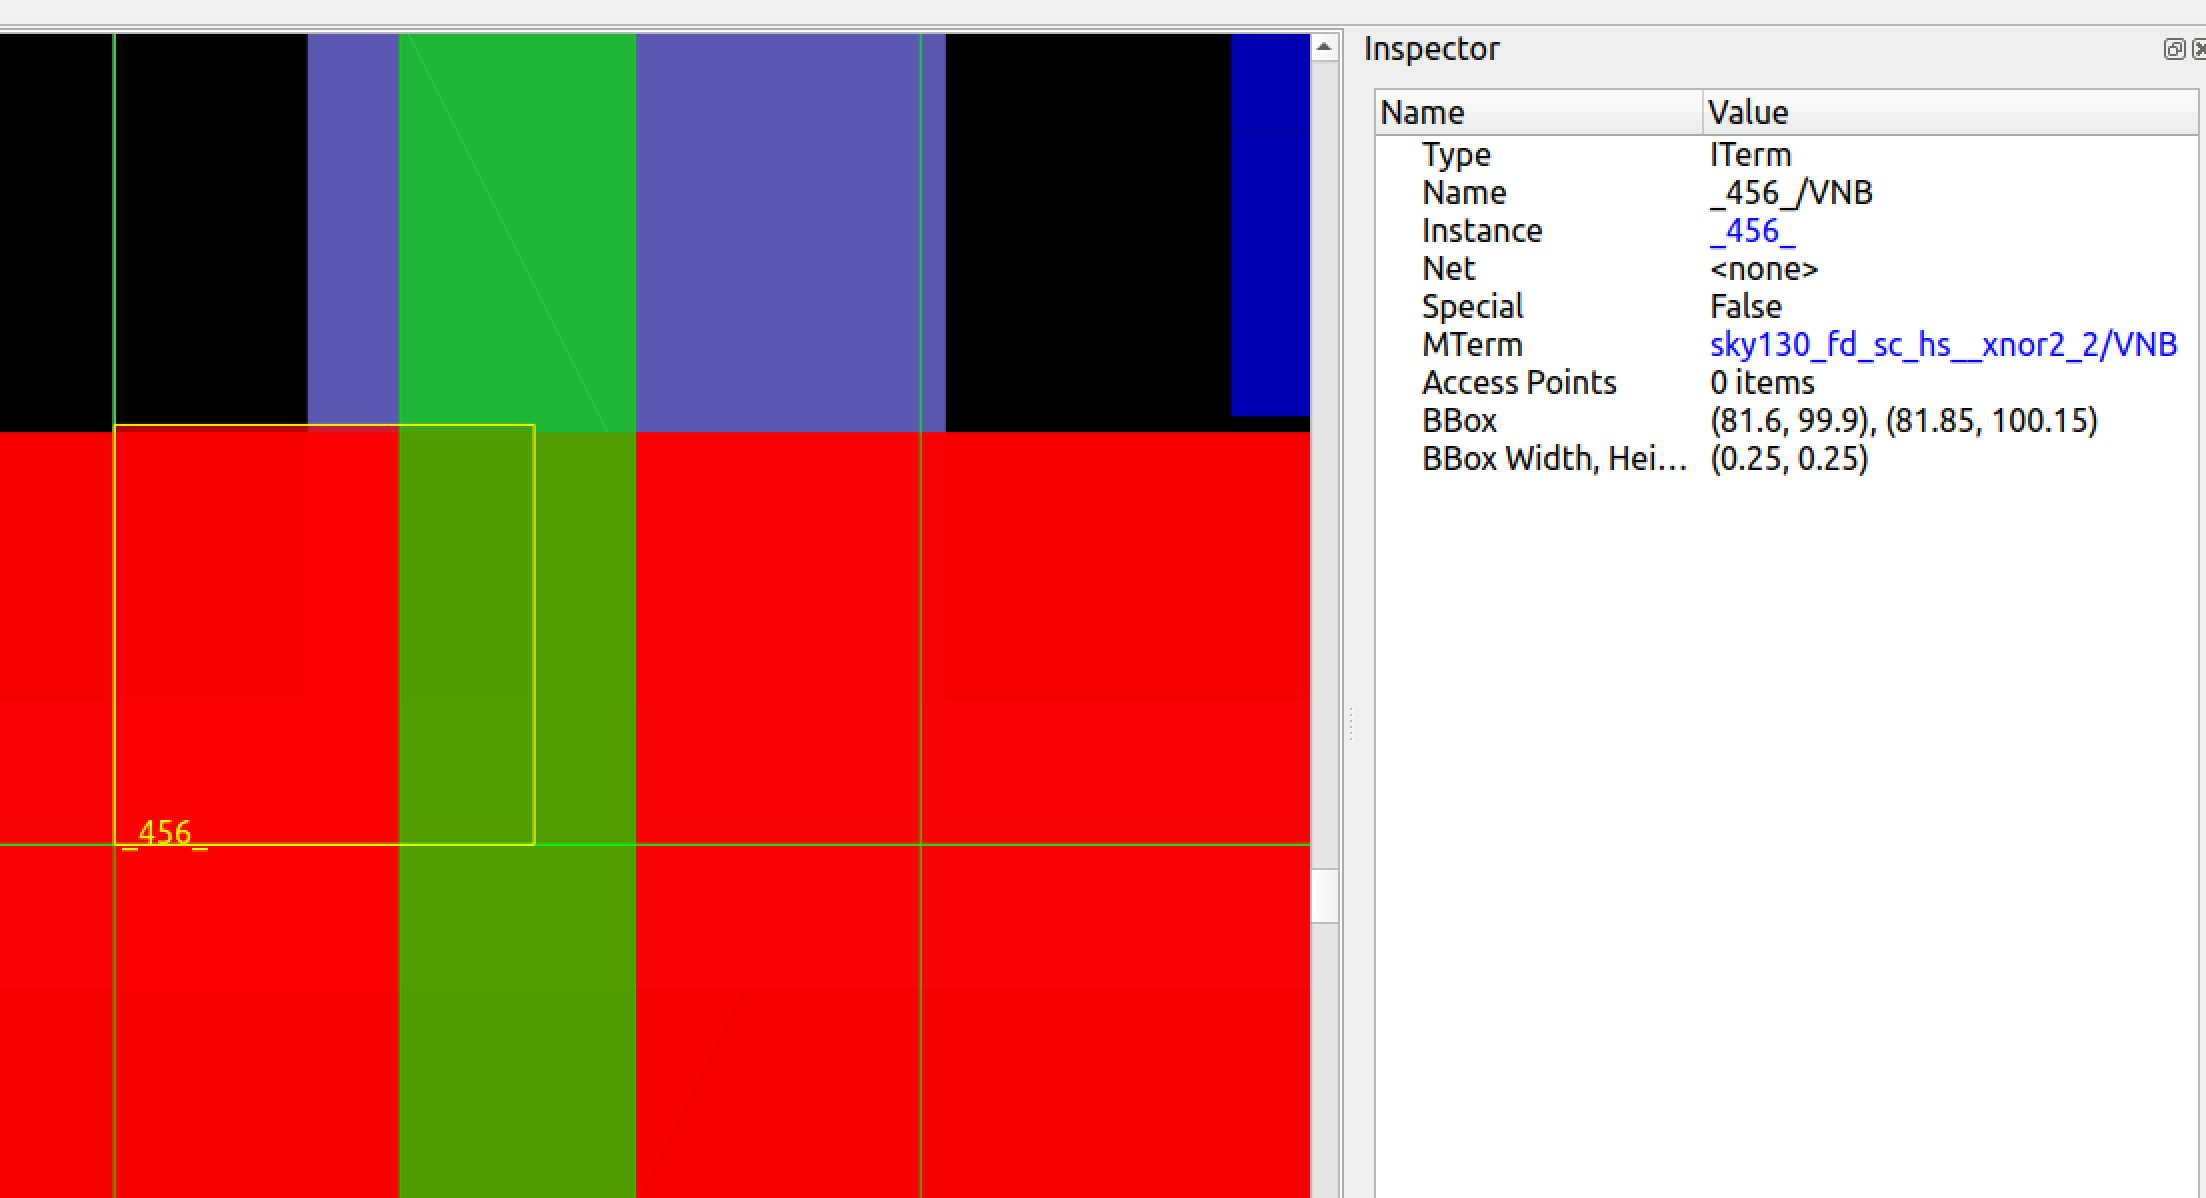 Inspector
Name Value
Type ITerm
Name _456_/VNB
Instance _456_
Net <none>
Special False
MTerm sky130_fd_sc_hs__xnor2_2/VNB
Access Points 0 items
BBox (81.6, 99.9), (81.85, 100.15)
BBox Width, Hei... (0.25, 0.25)
_456_